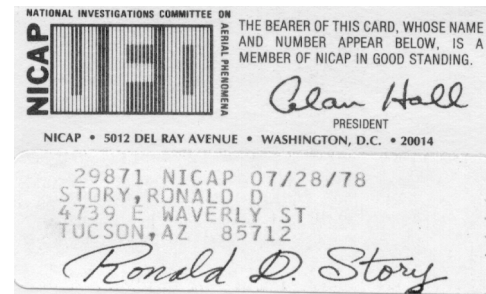 NATIONAL INVESTIGATIONS COMMITTEE ON
AERIAL PHENOMENA
NICAP
THE BEARER OF THIS CARD, WHOSE NAME
AND NUMBER APPEAR BELOW, IS A
MEMBER OF NICAP IN GOOD STANDING.
Alan Hall
PRESIDENT
NICAP • 5012 DEL RAY AVENUE • WASHINGTON, D.C. • 20014
29871 NICAP 07/28/78
STORY,RONALD D
4739 E WAVERLY ST
TUCSON,AZ 85712
Ronald D. Story